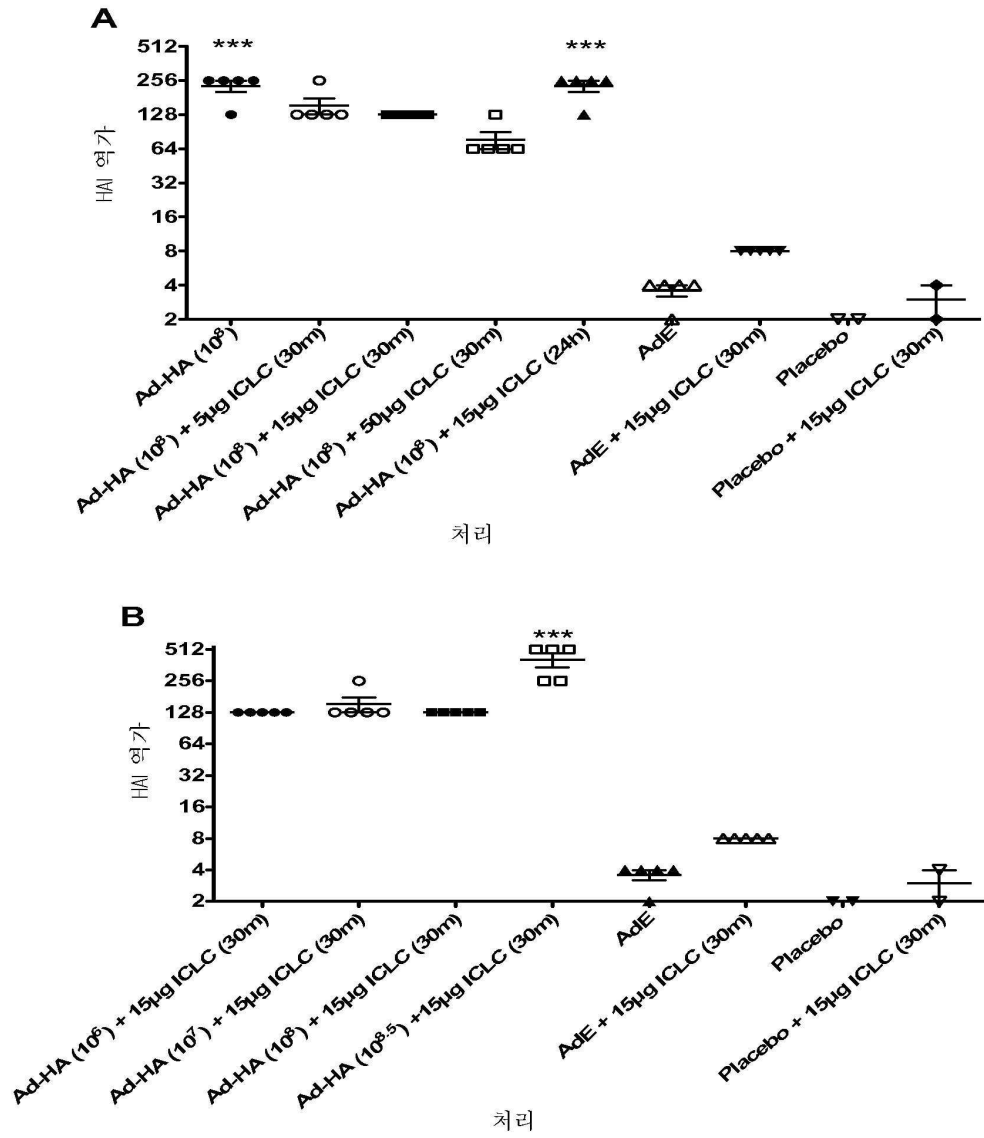 A
***
***
512
256
128
64
32
16
8
4
2
HAI 역가
Ad-HA (10⁸)
Ad-HA (10⁸) + 5µg ICLC (30m)
Ad-HA (10⁸) + 15µg ICLC (30m)
Ad-HA (10⁸) + 50µg ICLC (30m)
Ad-HA (10⁸) + 15µg ICLC (24h)
AdE
AdE + 15µg ICLC (30m)
Placebo
Placebo + 15µg ICLC (30m)
처리
B
***
512
256
128
64
32
16
8
4
2
HAI 역가
Ad-HA (10⁶) + 15µg ICLC (30m)
Ad-HA (10⁷) + 15µg ICLC (30m)
Ad-HA (10⁸) + 15µg ICLC (30m)
Ad-HA (10⁸·⁵) +15µg ICLC (30m)
AdE
AdE + 15µg ICLC (30m)
Placebo
Placebo + 15µg ICLC (30m)
처리